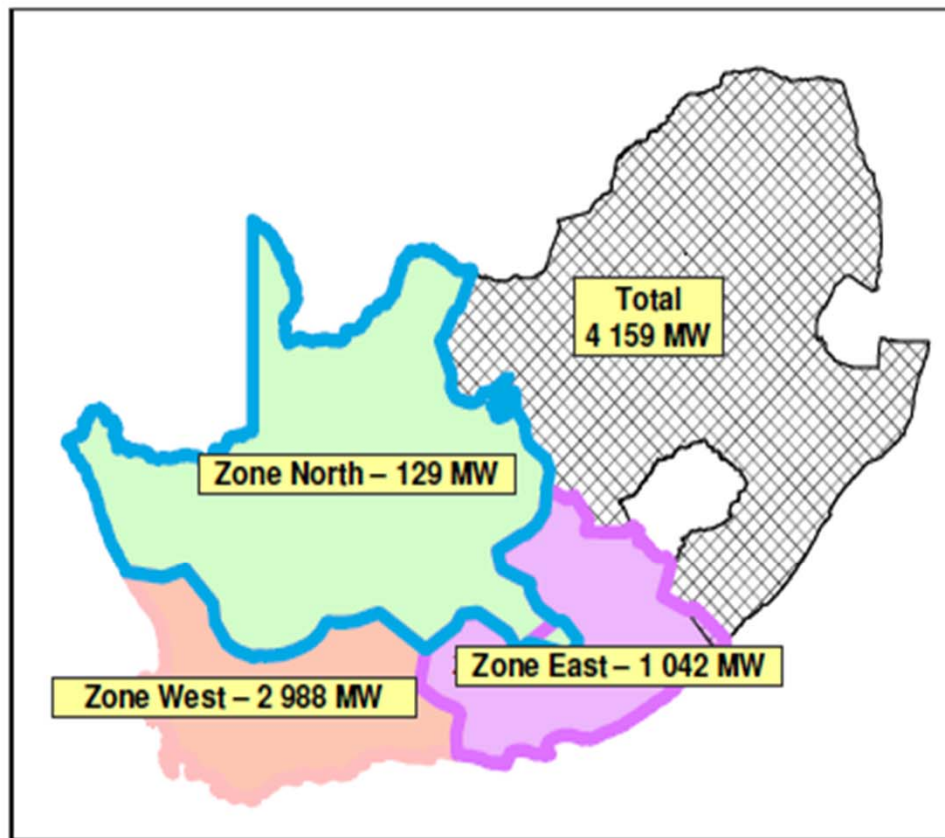 Total
4 159 MW
Zone North – 129 MW
Zone East – 1 042 MW
Zone West – 2 988 MW